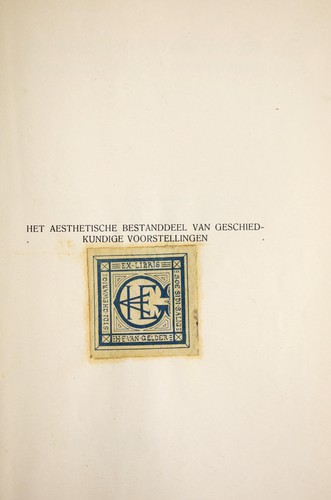 HET AESTHETISCHE BESTANDDEEL VAN GESCHIED-
KUNDIGE VOORSTELLINGEN
EX-LIBRIS
VAN GELDER